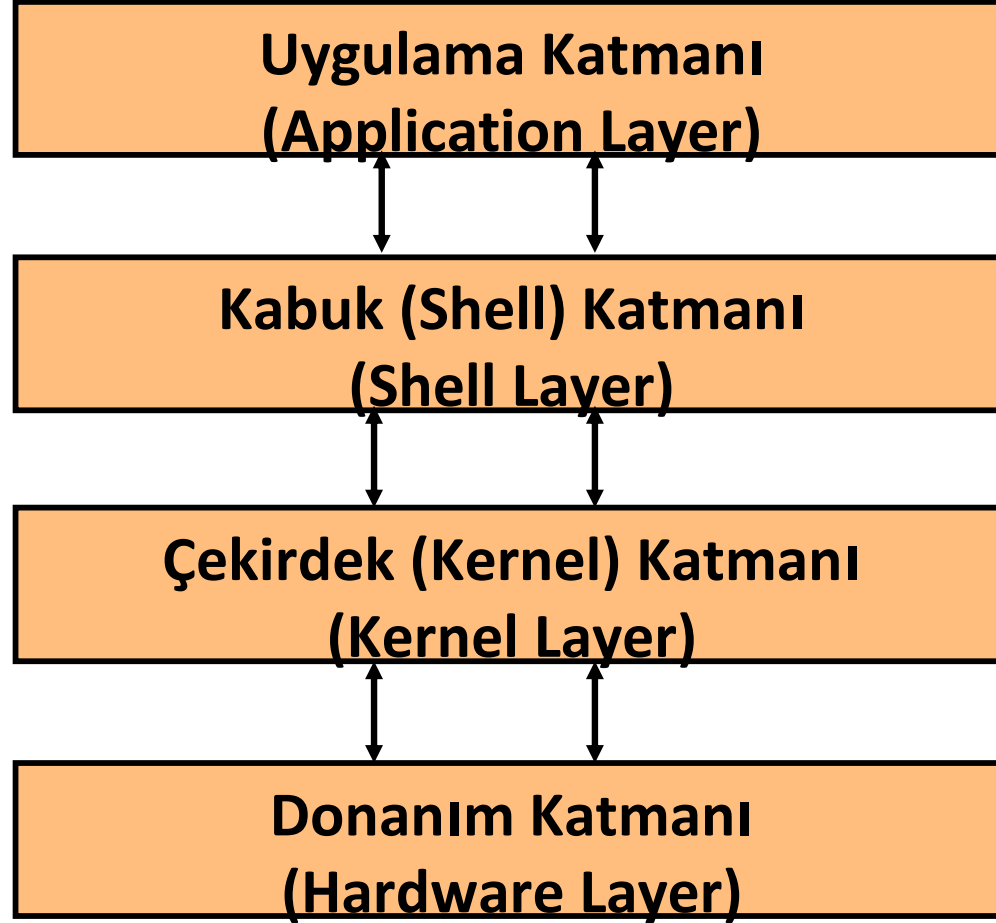 Uygulama Katmanı
(Application Layer)
Kabuk (Shell) Katmanı
(Shell Layer)
Çekirdek (Kernel) Katmanı
(Kernel Layer)
Donanım Katmanı
(Hardware Layer)